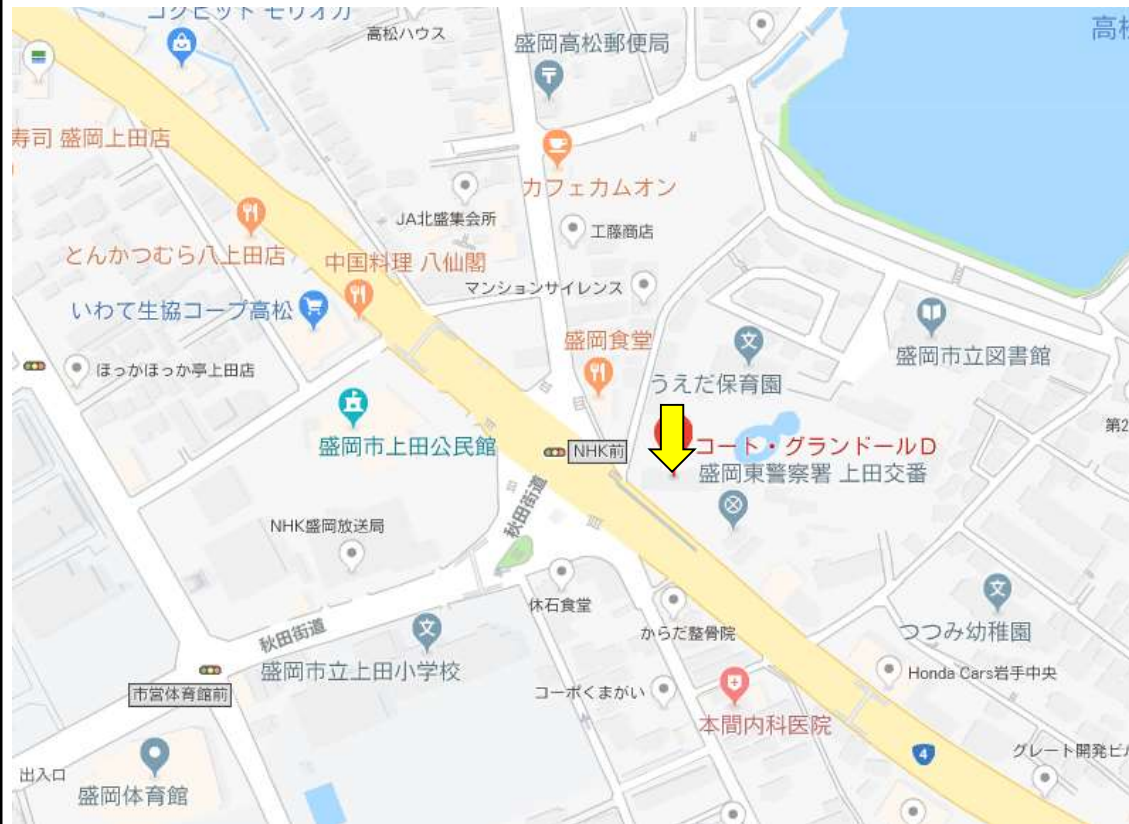 コクピット モリオカ
高松ハウス
盛岡高松郵便局
寿司 盛岡上田店
カフェカムオン
JA北盛集会所
工藤商店
とんかつむら八上田店
中国料理 八仙閣
マンションサイレンス
いわて生協コープ高松
盛岡食堂
盛岡市立図書館
ほっかほっか亭上田店
うえだ保育園
盛岡市上田公民館
NHK前
コート・グランドールD
盛岡東警察署 上田交番
秋田街道
NHK盛岡放送局
休石食堂
からだ整骨院
つつみ幼稚園
秋田街道
盛岡市立上田小学校
Honda Cars岩手中央
市営体育館前
コーポくまがい
本間内科医院
4
グレート開発ビル
出入口
盛岡体育館